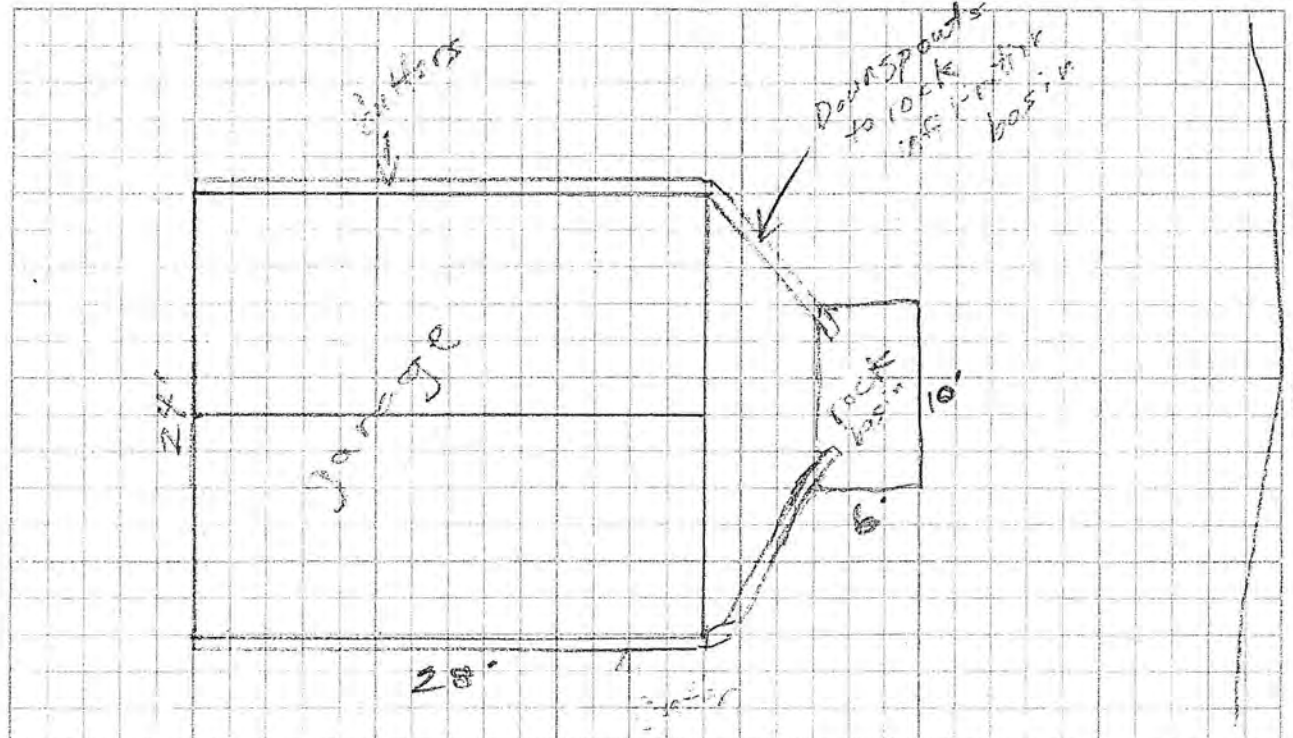 Gutters
Downspouts
to rock
infiltration
basin
24'
garage
rock
basin
10'
6'
28'
gutter